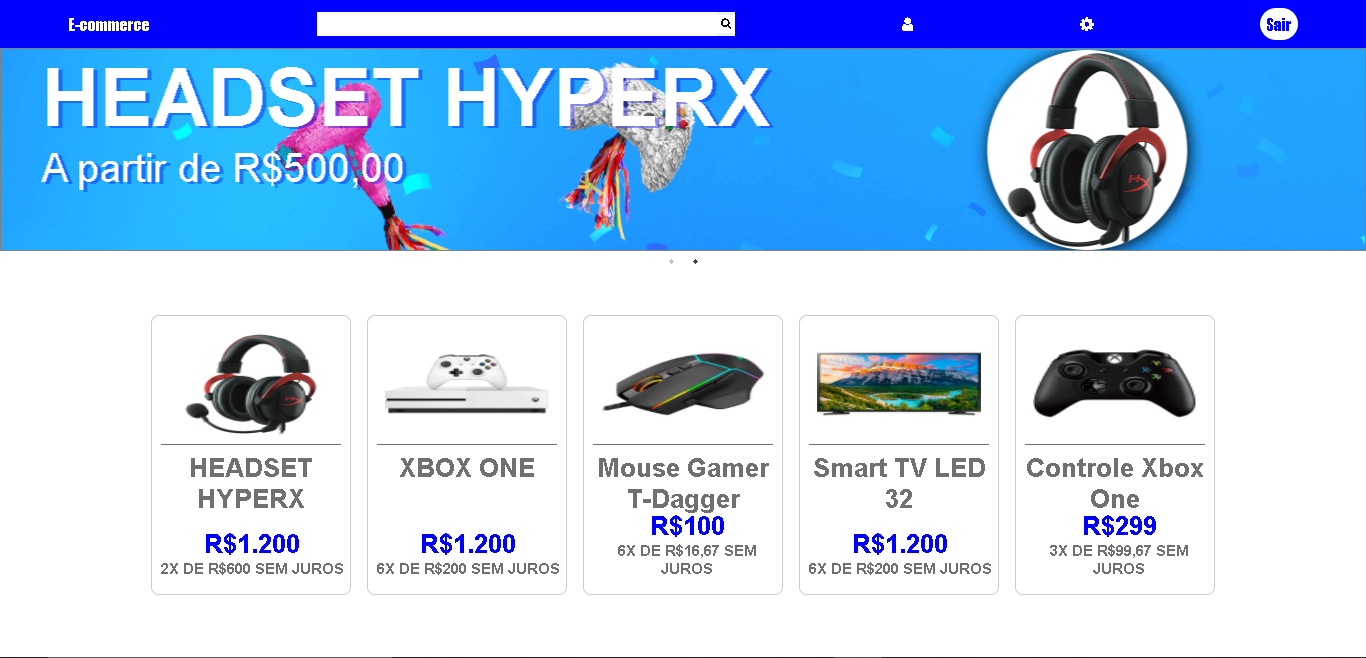 E-commerce
Sair
HEADSET HYPERX
A partir de R$500,00
HEADSET
HYPERX
R$1.200
2X DE R$600 SEM JUROS
XBOX ONE
R$1.200
6X DE R$200 SEM JUROS
Mouse Gamer
T-Dagger
R$100
6X DE R$16,67 SEM
JUROS
Smart TV LED
32
R$1.200
6X DE R$200 SEM JUROS
Controle Xbox
One
R$299
3X DE R$99,67 SEM
JUROS